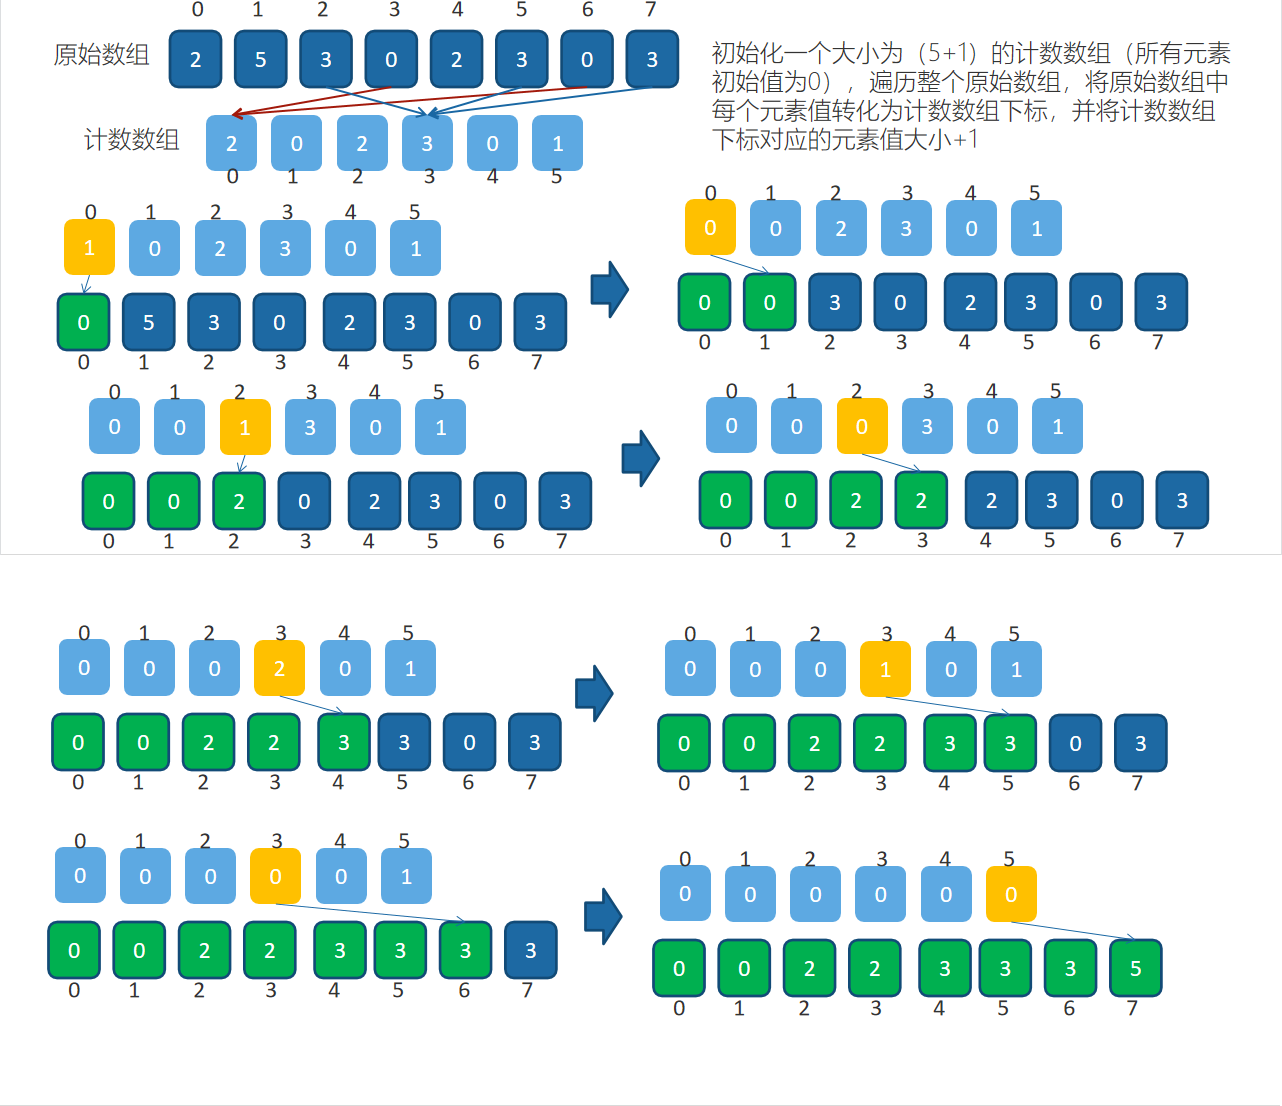 0 1 2 3 4 5 6 7
原始数组 2 5 3 0 2 3 0 3
初始化一个大小为（5+1）的计数数组（所有元素
初始值为0），遍历整个原始数组，将原始数组中
每个元素值转化为计数数组下标，并将计数数组
下标对应的元素值大小+1
计数数组 2 0 2 3 0 1
0 1 2 3 4 5
0 1 2 3 4 5
1 0 2 3 0 1
0 5 3 0 2 3 0 3
0 1 2 3 4 5 6 7
0 1 2 3 4 5
0 0 2 3 0 1
0 0 3 0 2 3 0 3
0 1 2 3 4 5 6 7
0 1 2 3 4 5
0 0 1 3 0 1
0 0 2 0 2 3 0 3
0 1 2 3 4 5 6 7
0 1 2 3 4 5
0 0 0 3 0 1
0 0 2 2 2 3 0 3
0 1 2 3 4 5 6 7
0 1 2 3 4 5
0 0 0 2 0 1
0 0 2 2 3 3 0 3
0 1 2 3 4 5 6 7
0 1 2 3 4 5
0 0 0 1 0 1
0 0 2 2 3 3 0 3
0 1 2 3 4 5 6 7
0 1 2 3 4 5
0 0 0 0 0 1
0 0 2 2 3 3 3 3
0 1 2 3 4 5 6 7
0 1 2 3 4 5
0 0 0 0 0 0
0 0 2 2 3 3 3 5
0 1 2 3 4 5 6 7